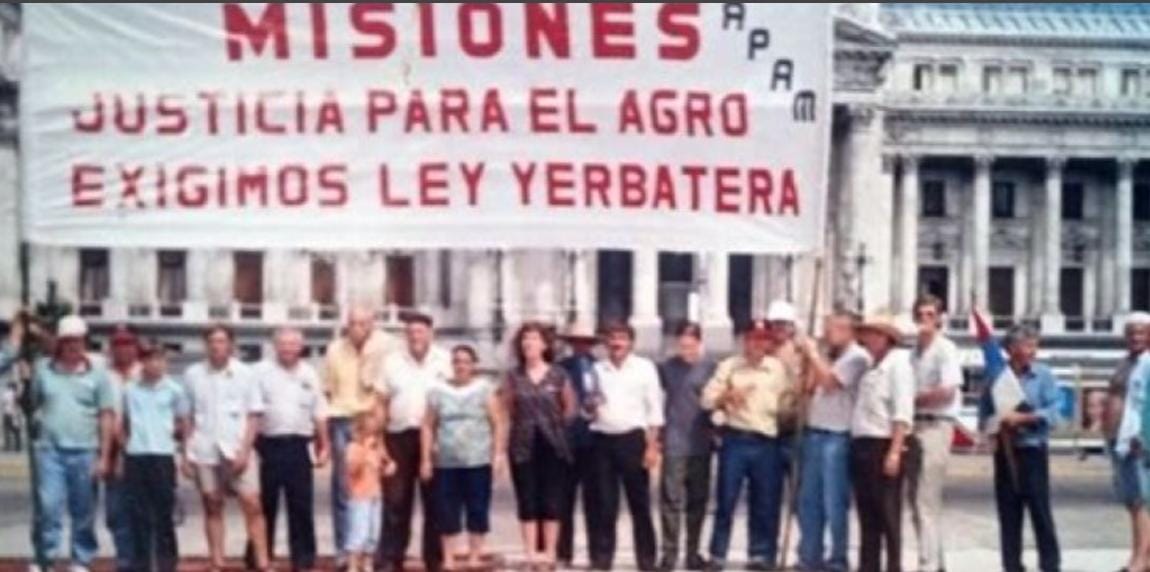 MISIONES
APAM
JUSTICIA PARA EL AGRO
EXIGIMOS LEY YERBATERA